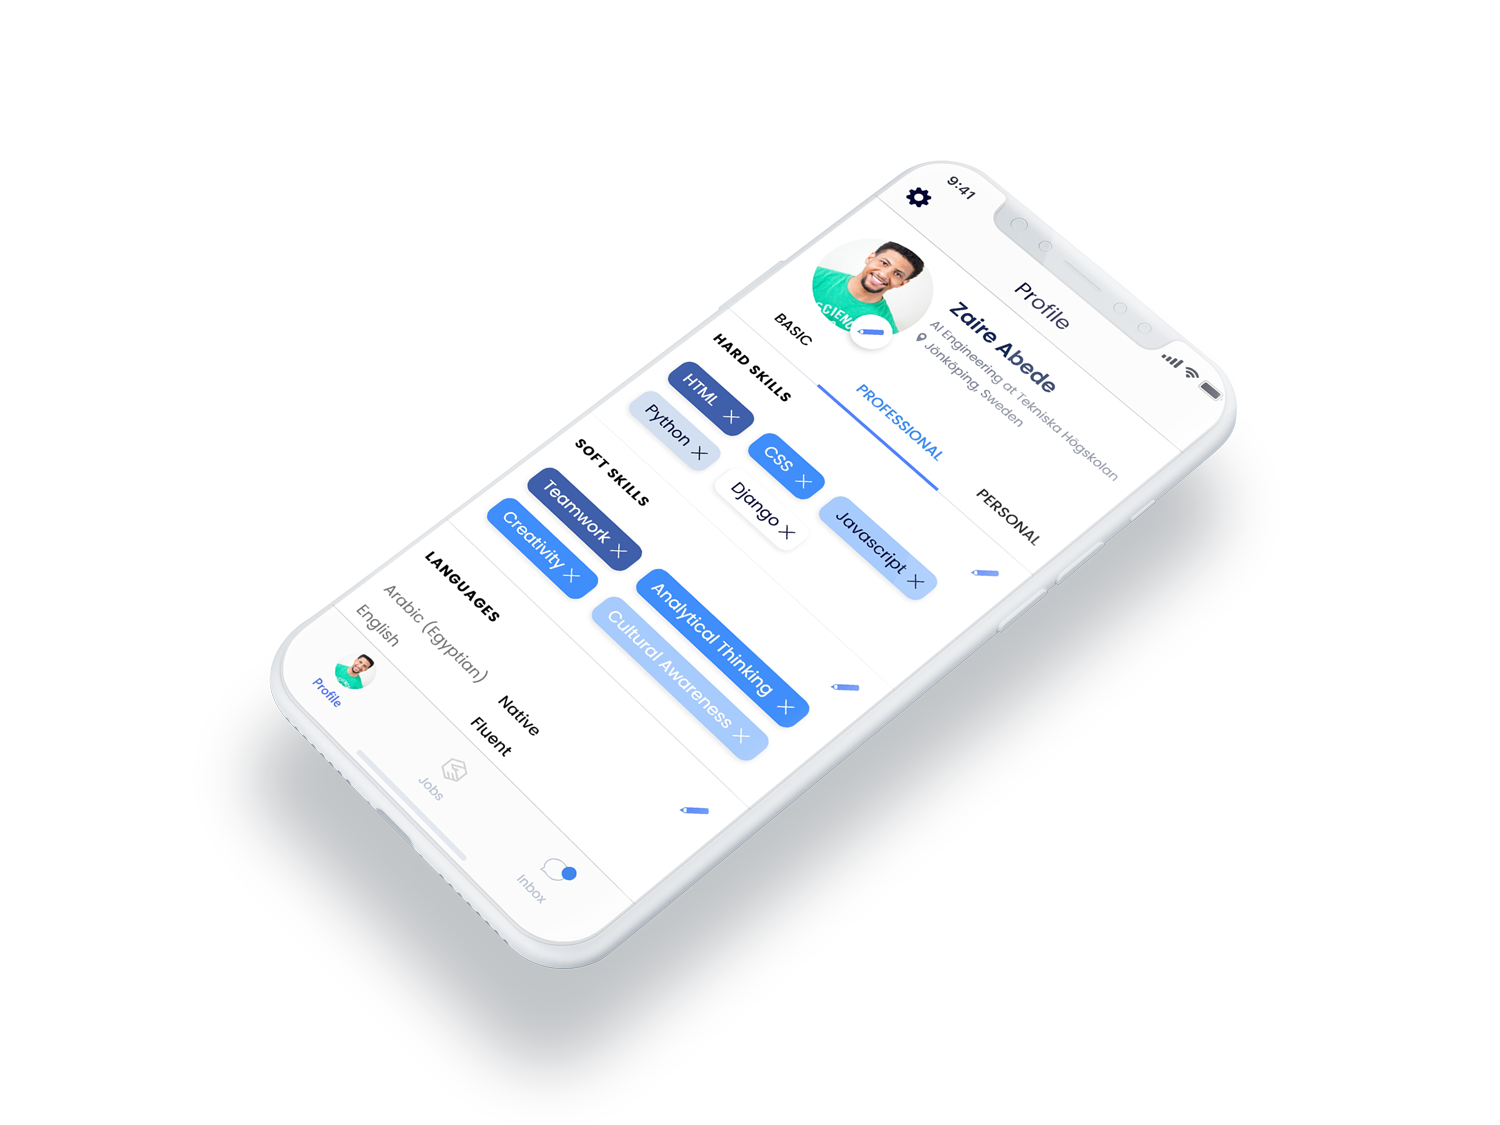 9:41
Profile
Zaire Abede
AI Engineering at Tekniska Högskolan
Jönköping, Sweden
BASIC
PROFESSIONAL
PERSONAL
HARD SKILLS
HTML
CSS
Javascript
Python
Django
SOFT SKILLS
Teamwork
Analytical Thinking
Creativity
Cultural Awareness
LANGUAGES
Arabic (Egyptian) Native
English Fluent
Profile
Jobs
Inbox